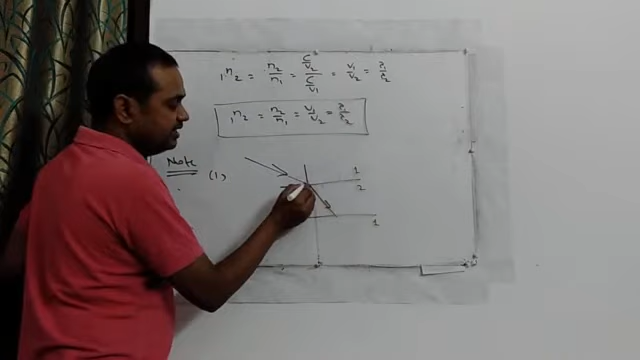 ₁n₂ = n₂/n₁ = (c/v₂)/(c/v₁) = v₁/v₂ = λ₁/λ₂
₁n₂ = n₂/n₁ = v₁/v₂ = λ₁/λ₂
Note (1)
1
2
1